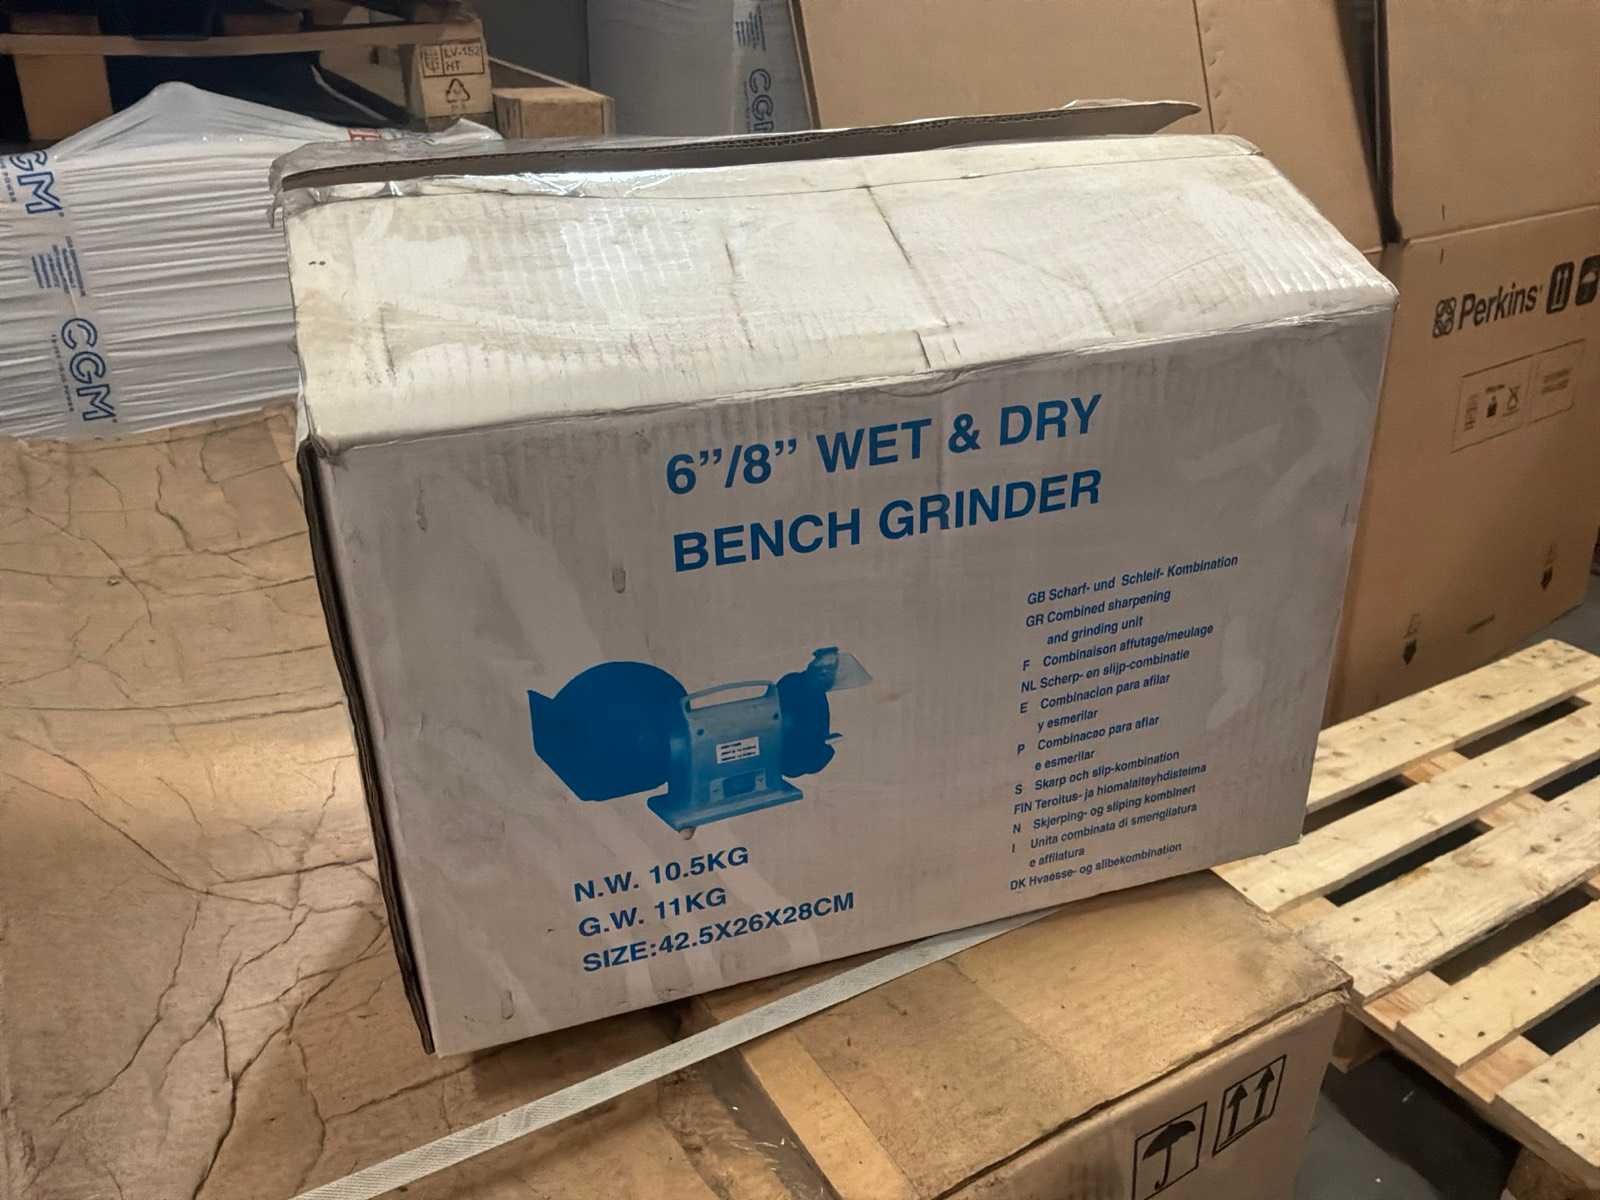 LV-152
HT
CGM
CGM
CGM
Perkins
6”/8” WET & DRY
BENCH GRINDER
GB Scharf- und Schleif- Kombination
GR Combined sharpening
and grinding unit
F Combinaison affutage/meulage
NL Scherp- en slijp-combinatie
E Combinacion para afilar
y esmerilar
P Combinacao para afiar
e esmerilar
S Skarp och slip-kombination
FIN Teroitus- ja hiomalaiteyhdisteima
N Skjerping- og sliping kombinert
I Unita combinata di smerigliatura
e affilatura
DK Hvaesse- og slibekombination
N.W. 10.5KG
G.W. 11KG
SIZE:42.5X26X28CM